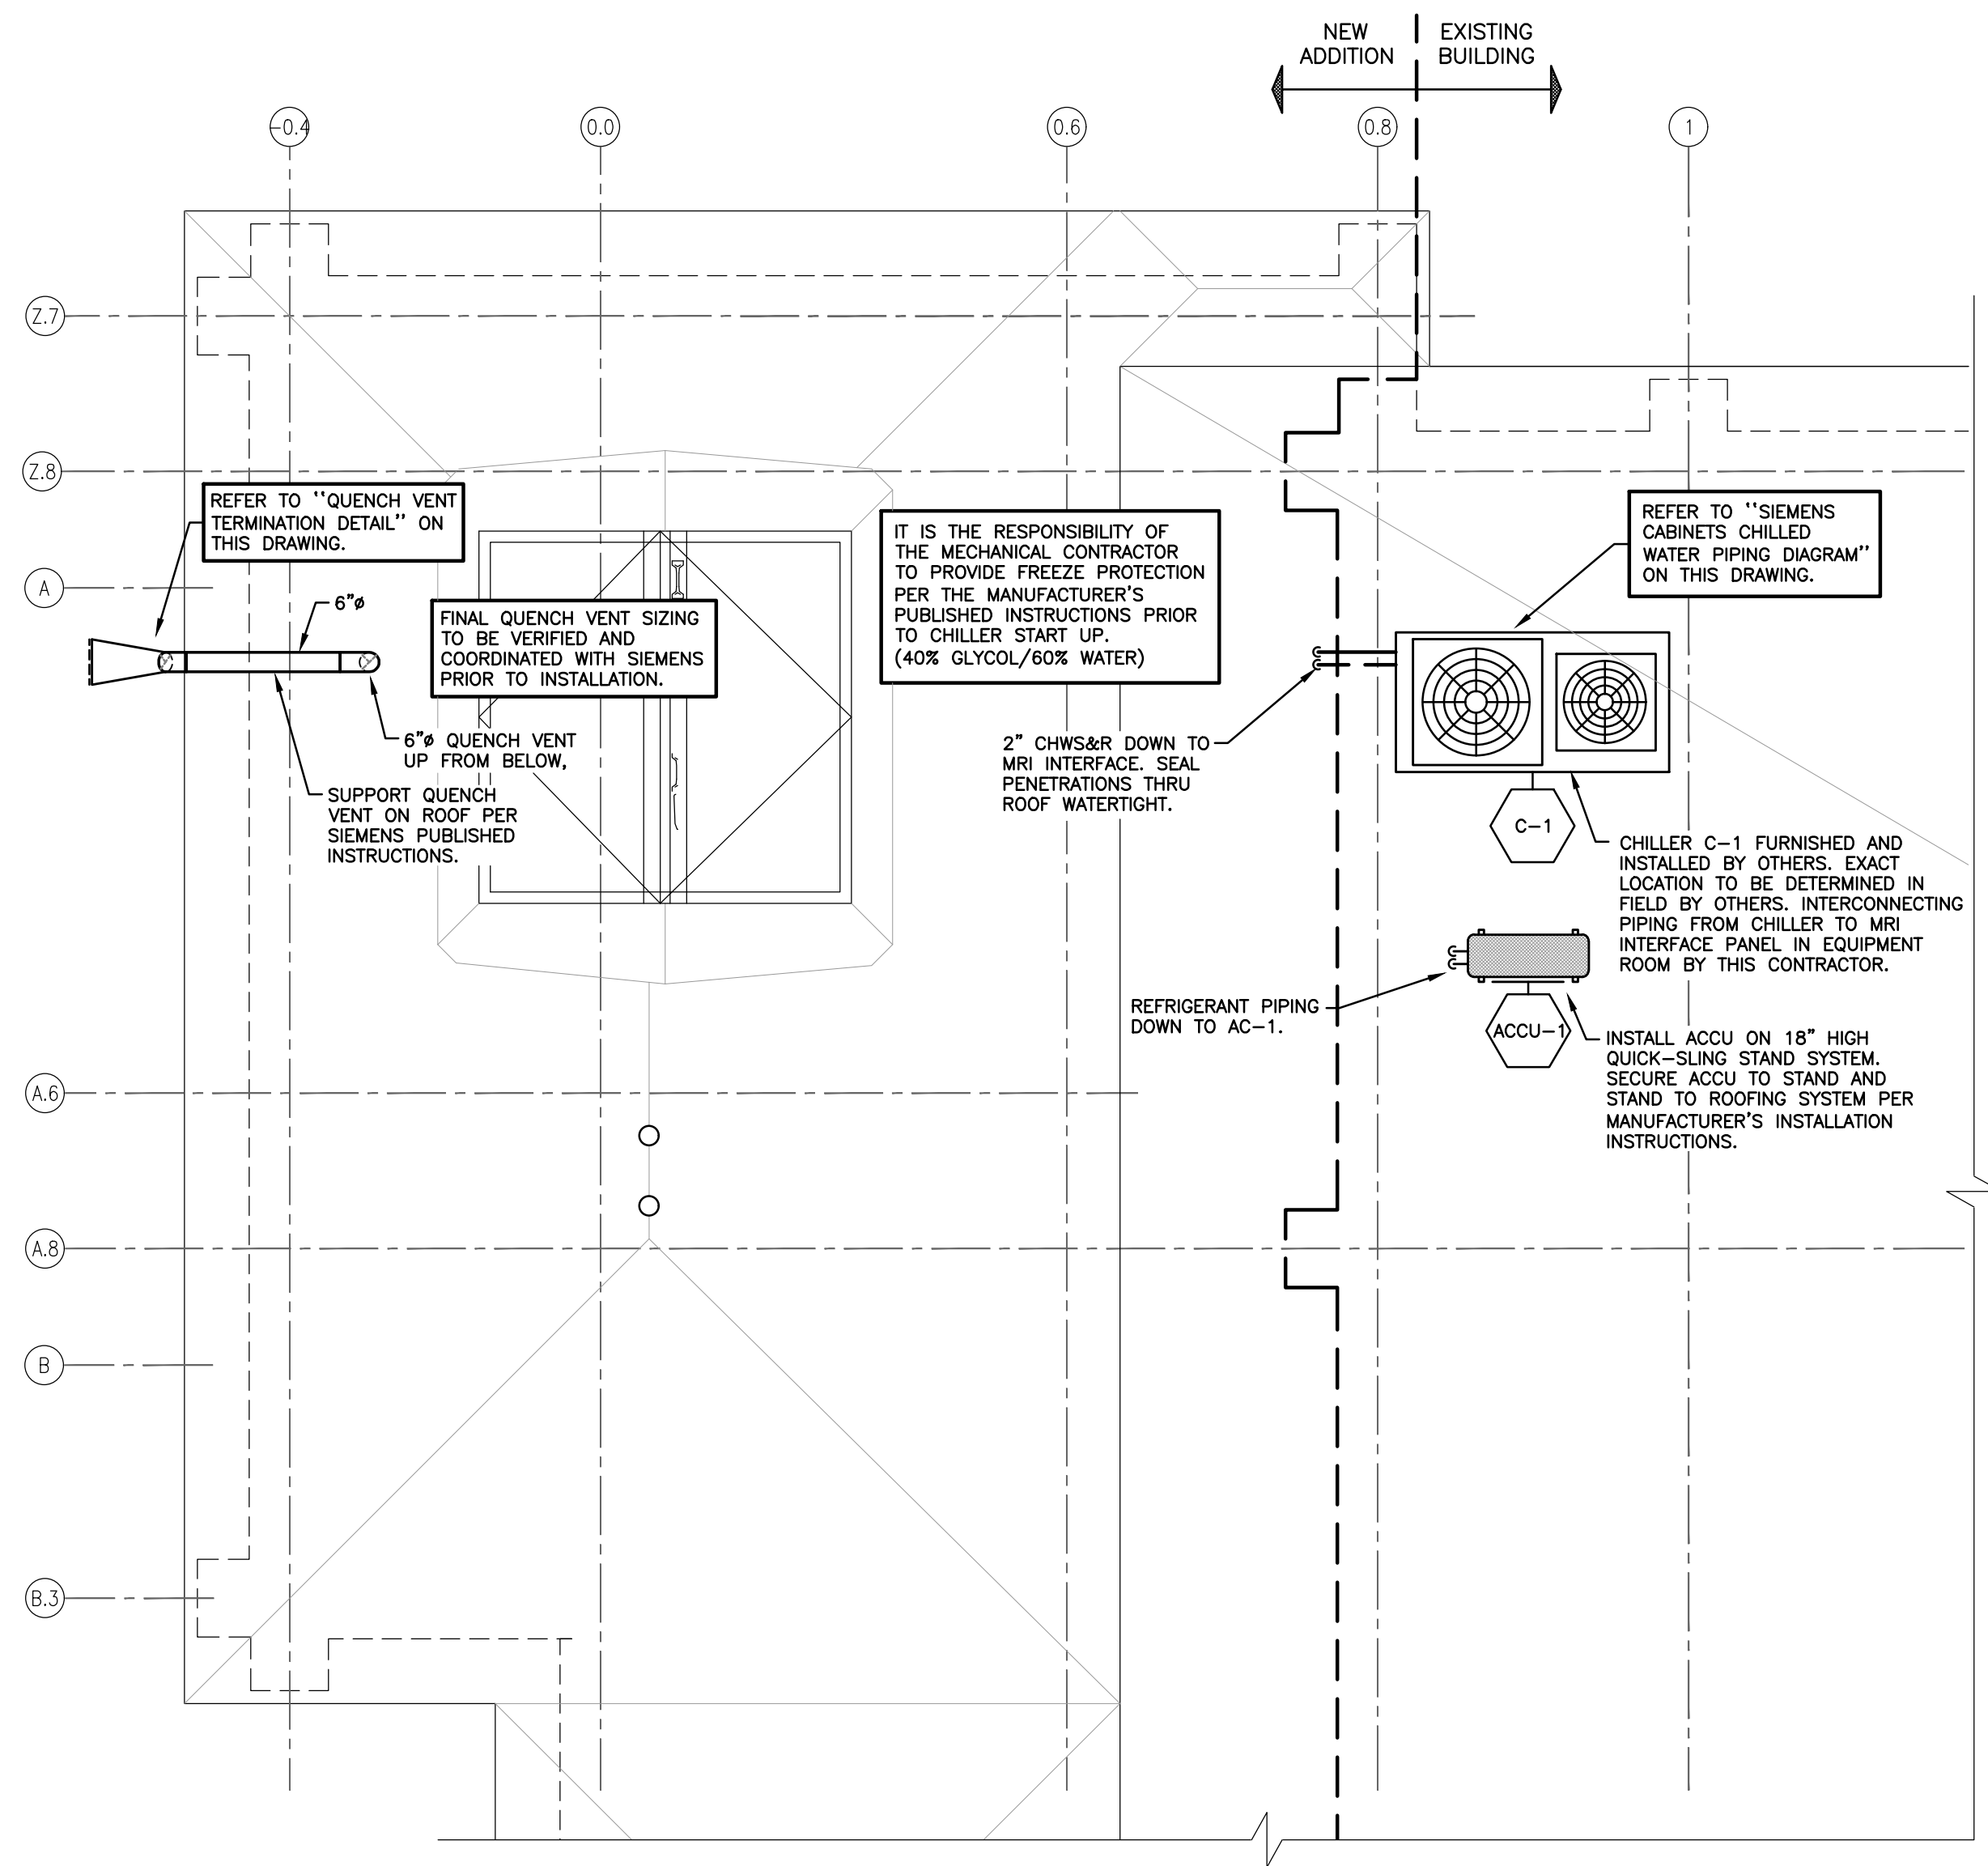 NEW
ADDITION
EXISTING
BUILDING
-0.4
0.0
0.6
0.8
1
Z.7
Z.8
A
A.6
A.8
B
B.3
REFER TO ‘‘QUENCH VENT
TERMINATION DETAIL’’ ON
THIS DRAWING.
6”ø
FINAL QUENCH VENT SIZING
TO BE VERIFIED AND
COORDINATED WITH SIEMENS
PRIOR TO INSTALLATION.
6”ø QUENCH VENT
UP FROM BELOW,
SUPPORT QUENCH
VENT ON ROOF PER
SIEMENS PUBLISHED
INSTRUCTIONS.
IT IS THE RESPONSIBILITY OF
THE MECHANICAL CONTRACTOR
TO PROVIDE FREEZE PROTECTION
PER THE MANUFACTURER'S
PUBLISHED INSTRUCTIONS PRIOR
TO CHILLER START UP.
(40% GLYCOL/60% WATER)
2” CHWS&R DOWN TO
MRI INTERFACE. SEAL
PENETRATIONS THRU
ROOF WATERTIGHT.
REFER TO ‘‘SIEMENS
CABINETS CHILLED
WATER PIPING DIAGRAM’’
ON THIS DRAWING.
C-1
CHILLER C-1 FURNISHED AND
INSTALLED BY OTHERS. EXACT
LOCATION TO BE DETERMINED IN
FIELD BY OTHERS. INTERCONNECTING
PIPING FROM CHILLER TO MRI
INTERFACE PANEL IN EQUIPMENT
ROOM BY THIS CONTRACTOR.
REFRIGERANT PIPING
DOWN TO AC-1.
ACCU-1
INSTALL ACCU ON 18” HIGH
QUICK-SLING STAND SYSTEM.
SECURE ACCU TO STAND AND
STAND TO ROOFING SYSTEM PER
MANUFACTURER'S INSTALLATION
INSTRUCTIONS.